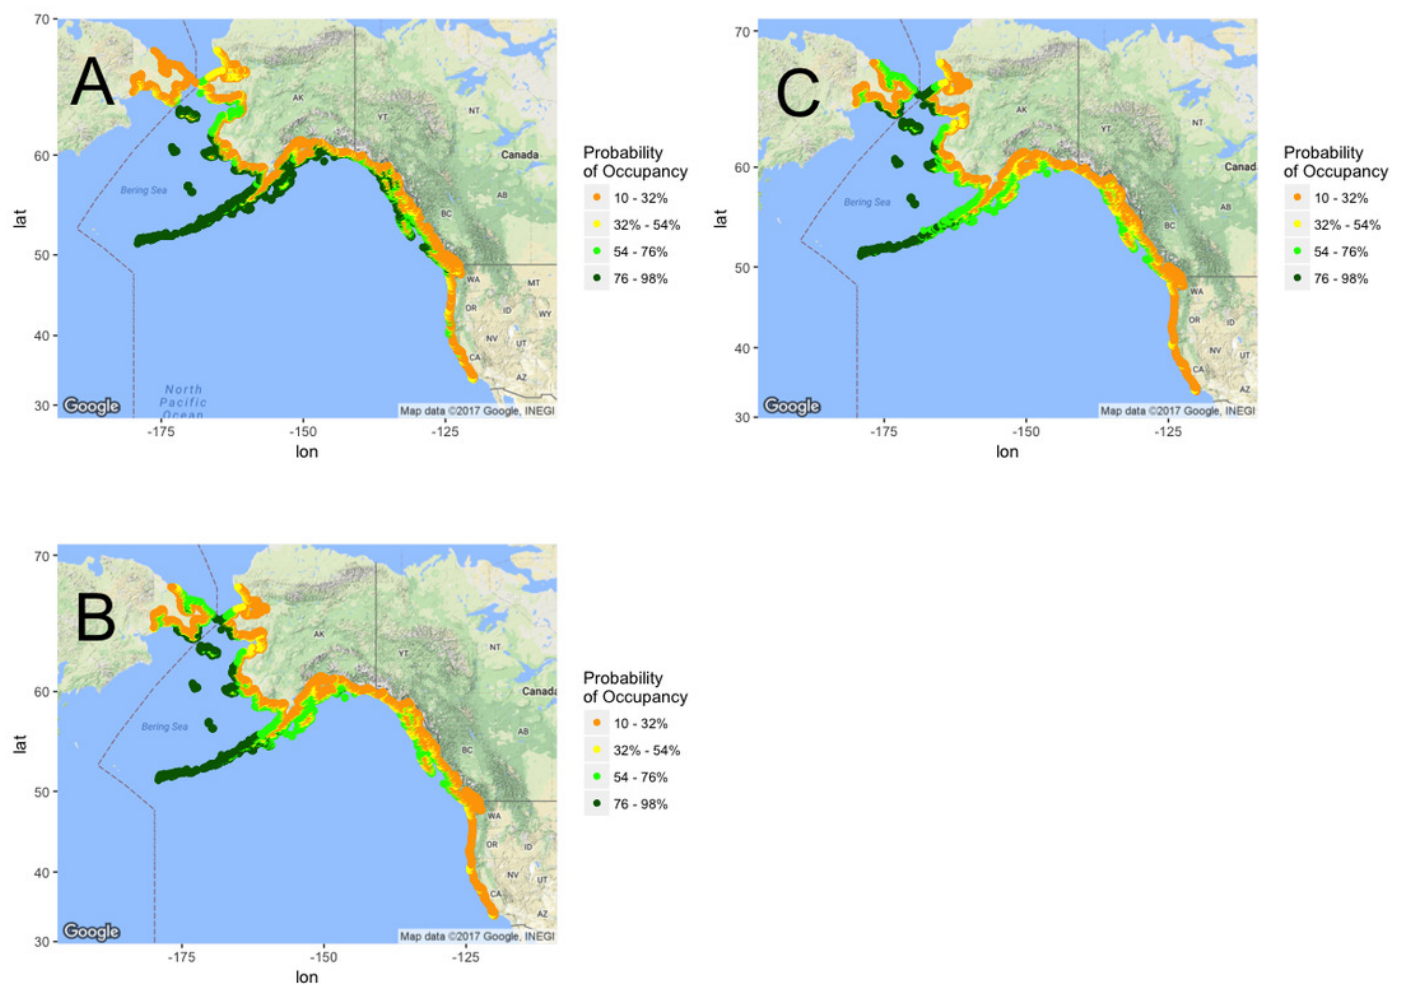 A
70
60
50
40
30
lat
AK
YT
NT
Canada
AB
BC
Bering Sea
WA
MT
OR
ID
WY
NV
UT
CA
AZ
North
Pacific
Ocean
Google
Map data ©2017 Google, INEGI
-175
-150
-125
lon
Probability
of Occupancy
10 - 32%
32% - 54%
54 - 76%
76 - 98%
C
70
60
50
40
30
lat
AK
YT
NT
Canad
AB
BC
Bering Sea
WA
OR
ID
NV
UT
CA
AZ
Google
Map data ©2017 Google, INEGI
-175
-150
-125
lon
Probability
of Occupancy
10 - 32%
32% - 54%
54 - 76%
76 - 98%
B
70
60
50
40
30
lat
AK
YT
NT
Canada
AB
BC
Bering Sea
WA
OR
ID
NV
UT
CA
AZ
Google
Map data ©2017 Google, INEGI
-175
-150
-125
lon
Probability
of Occupancy
10 - 32%
32% - 54%
54 - 76%
76 - 98%